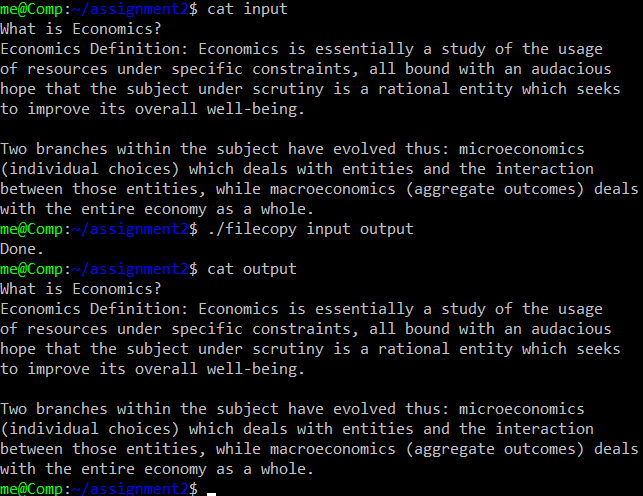 me@Comp:~/assignment2$ cat input
What is Economics?
Economics Definition: Economics is essentially a study of the usage
of resources under specific constraints, all bound with an audacious
hope that the subject under scrutiny is a rational entity which seeks
to improve its overall well-being.

Two branches within the subject have evolved thus: microeconomics
(individual choices) which deals with entities and the interaction
between those entities, while macroeconomics (aggregate outcomes) deals
with the entire economy as a whole.
me@Comp:~/assignment2$ ./filecopy input output
Done.
me@Comp:~/assignment2$ cat output
What is Economics?
Economics Definition: Economics is essentially a study of the usage
of resources under specific constraints, all bound with an audacious
hope that the subject under scrutiny is a rational entity which seeks
to improve its overall well-being.

Two branches within the subject have evolved thus: microeconomics
(individual choices) which deals with entities and the interaction
between those entities, while macroeconomics (aggregate outcomes) deals
with the entire economy as a whole.
me@Comp:~/assignment2$